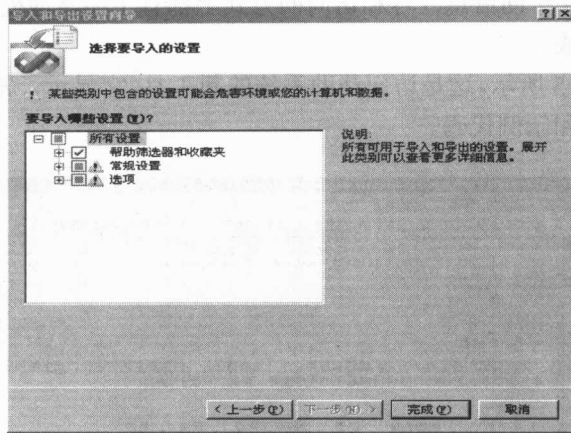 导入和导出设置向导
选择要导入的设置
! 某些类别中包含的设置可能会危害环境或您的计算机和数据。
要导入哪些设置(W)?
所有设置
帮助筛选器和收藏夹
常规设置
选项
说明:
所有可用于导入和导出的设置。展开
此类别可以查看更多详细信息。
< 上一步(P)
下一步(N) >
完成(F)
取消